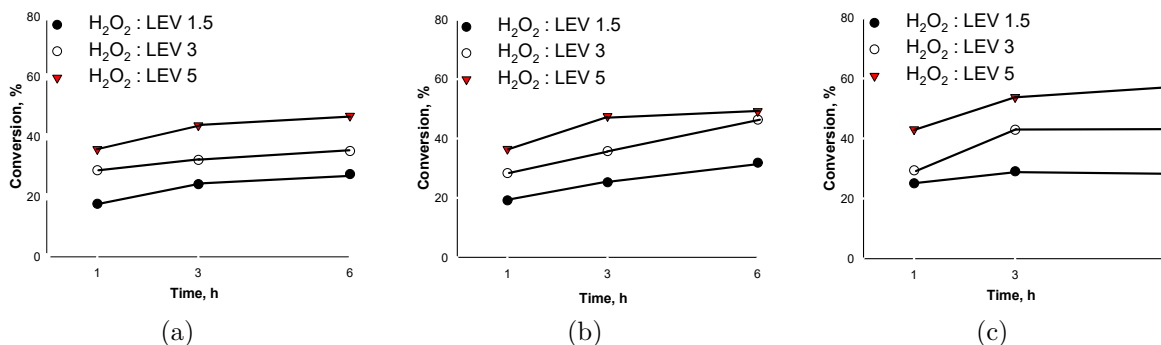 80
60
40
20
0
Conversion, %
H₂O₂ : LEV 1.5
H₂O₂ : LEV 3
H₂O₂ : LEV 5
1 3 6
Time, h
(a)
80
60
40
20
0
Conversion, %
H₂O₂ : LEV 1.5
H₂O₂ : LEV 3
H₂O₂ : LEV 5
1 3 6
Time, h
(b)
80
60
40
20
0
Conversion, %
H₂O₂ : LEV 1.5
H₂O₂ : LEV 3
H₂O₂ : LEV 5
1 3
Time, h
(c)